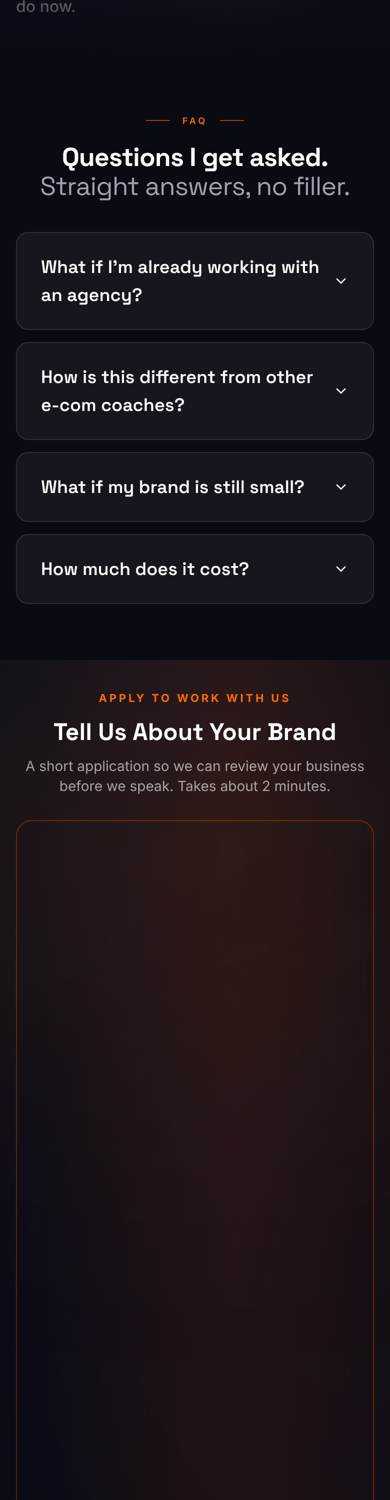 do now.
FAQ
Questions I get asked.
Straight answers, no filler.
What if I'm already working with
an agency?
How is this different from other
e-com coaches?
What if my brand is still small?
How much does it cost?
APPLY TO WORK WITH US
Tell Us About Your Brand
A short application so we can review your business
before we speak. Takes about 2 minutes.